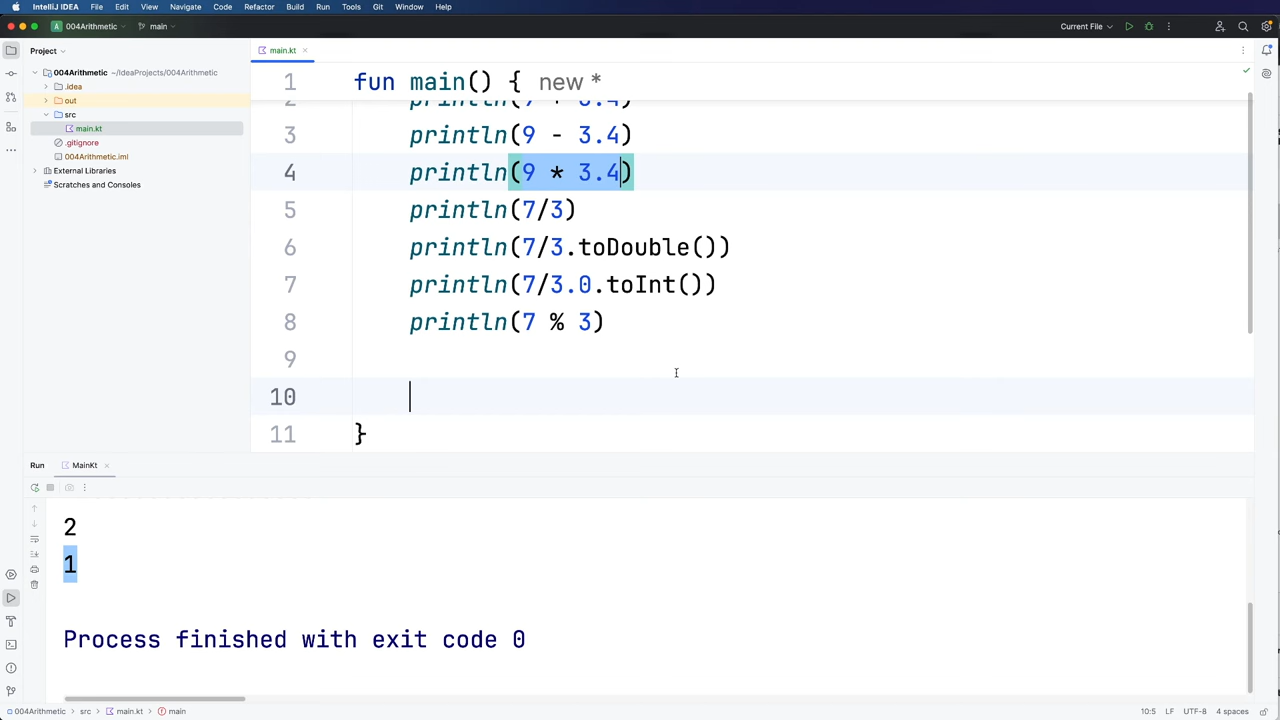 IntelliJ IDEA File Edit View Navigate Code Refactor Build Run Tools Git Window Help
A 004Arithmetic main Current File
Project
main.kt
004Arithmetic ~/IdeaProjects/004Arithmetic
.idea
out
src
main.kt
.gitignore
004Arithmetic.iml
External Libraries
Scratches and Consoles
1 fun main() { new *
2 println(7 + 3.4)
3 println(9 - 3.4)
4 println(9 * 3.4)
5 println(7/3)
6 println(7/3.toDouble())
7 println(7/3.0.toInt())
8 println(7 % 3)
9
10
11 }
Run MainKt
2
1
Process finished with exit code 0
004Arithmetic src main.kt main 10:5 LF UTF-8 4 spaces